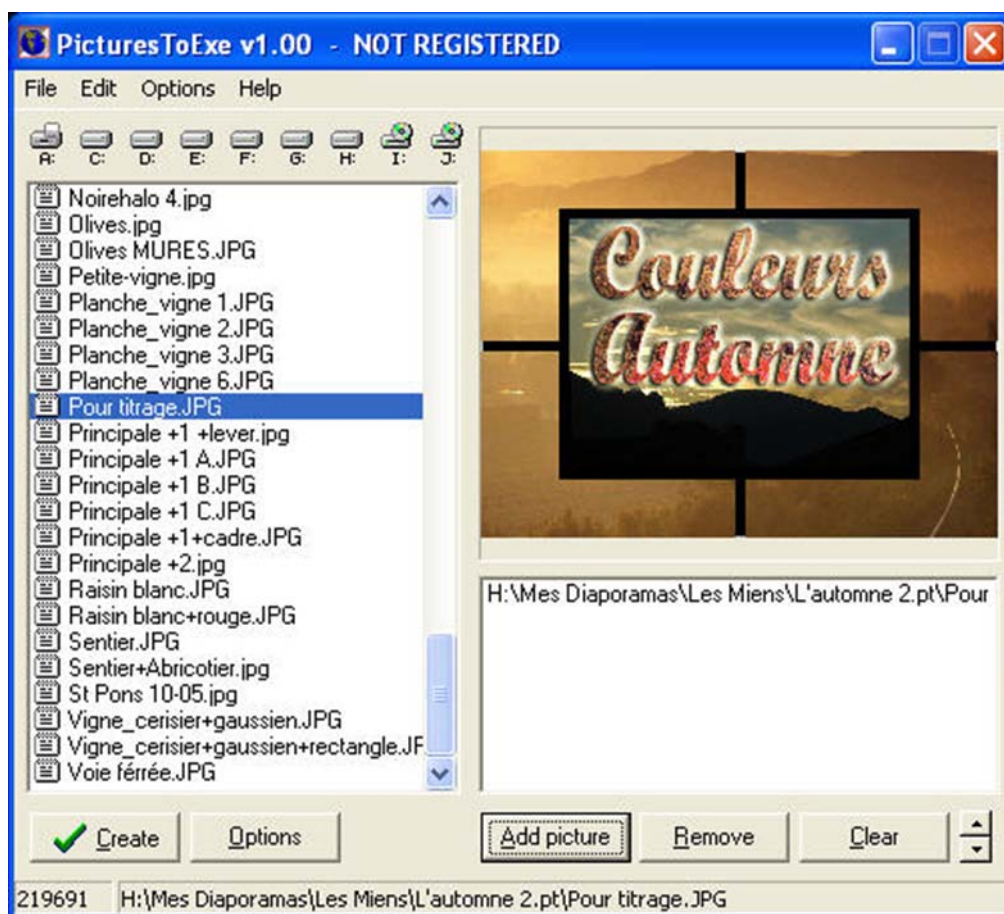 PicturesToExe v1.00 - NOT REGISTERED
File Edit Options Help
A: C: D: E: F: G: H: I: J:
Noirehalo 4.jpg
Olives.jpg
Olives MURES.JPG
Petite-vigne.jpg
Planche_vigne 1.JPG
Planche_vigne 2.JPG
Planche_vigne 3.JPG
Planche_vigne 6.JPG
Pour titrage.JPG
Principale +1 +lever.jpg
Principale +1 A.JPG
Principale +1 B.JPG
Principale +1 C.JPG
Principale +1+cadre.JPG
Principale +2.jpg
Raisin blanc.JPG
Raisin blanc+rouge.JPG
Sentier.JPG
Sentier+Abricotier.jpg
St Pons 10-05.jpg
Vigne_cerisier+gaussien.JPG
Vigne_cerisier+gaussien+rectangle.JF
Voie férrée.JPG
Couleurs
Automne
H:\Mes Diaporamas\Les Miens\L'automne 2.pt\Pour
Create Options Add picture Remove Clear
219691 H:\Mes Diaporamas\Les Miens\L'automne 2.pt\Pour titrage.JPG